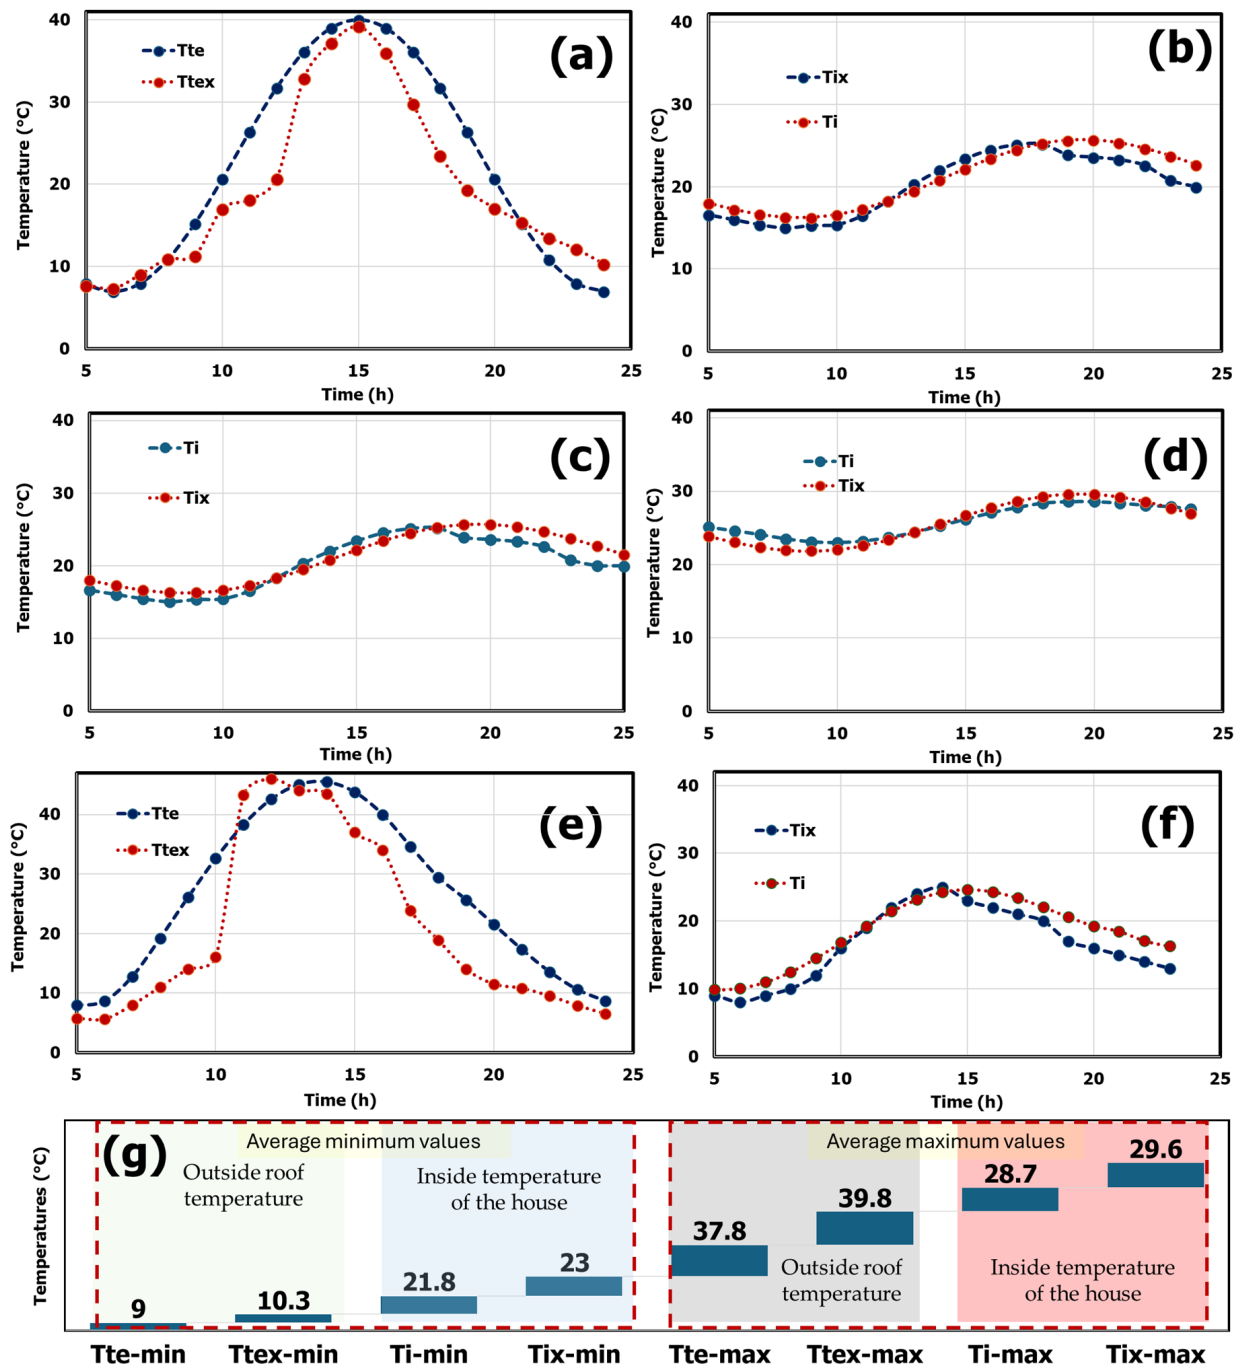 (a)
Tte
Ttex
Temperature (°C)
40
30
20
10
0
5 10 15 20 25
Time (h)
(b)
Tix
Ti
Temperature (°C)
40
30
20
10
0
5 10 15 20 25
Time (h)
(c)
Ti
Tix
Temperature (°C)
40
30
20
10
0
5 10 15 20 25
Time (h)
(d)
Ti
Tix
Temperature (°C)
40
30
20
10
0
5 10 15 20 25
Time (h)
(e)
Tte
Ttex
Temperature (°C)
40
30
20
10
0
5 10 15 20 25
Time (h)
(f)
Tix
Ti
Temperature (°C)
40
30
20
10
0
5 10 15 20 25
Time (h)
(g)
Temperatures (°C)
Average minimum values
Outside roof
temperature
Inside temperature
of the house
9
10.3
21.8
23
Average maximum values
37.8
39.8
28.7
29.6
Outside roof
temperature
Inside temperature
of the house
Tte-min Ttex-min Ti-min Tix-min Tte-max Ttex-max Ti-max Tix-max